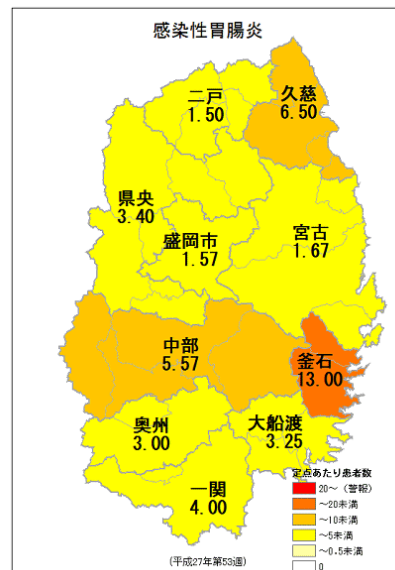 感染性胃腸炎
二戸
1.50
久慈
6.50
県央
3.40
盛岡市
1.57
宮古
1.67
中部
5.57
釜石
13.00
奥州
3.00
大船渡
3.25
一関
4.00
定点あたり患者数
20～（警報）
～20未満
～10未満
～5未満
～0.5未満
0
(平成27年第53週)